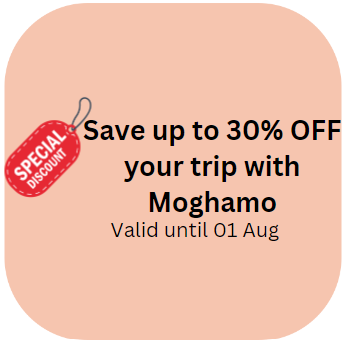 SPECIAL
DISCOUNT
Save up to 30% OFF
your trip with
Moghamo
Valid until 01 Aug